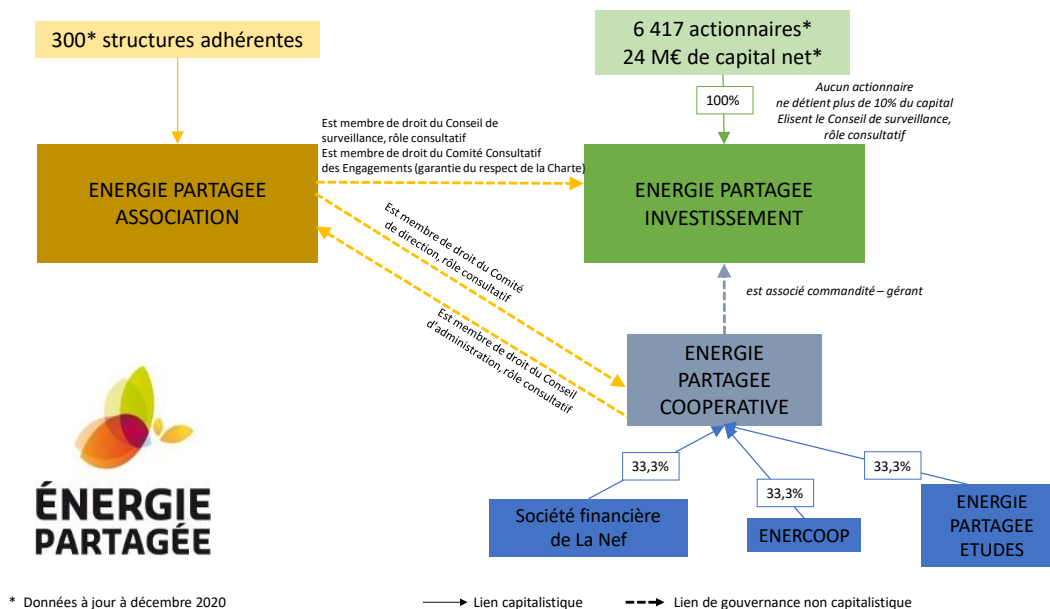 300* structures adhérentes
6 417 actionnaires*
24 M€ de capital net*
100%
Aucun actionnaire
ne détient plus de 10% du capital
Elisent le Conseil de surveillance,
rôle consultatif
Est membre de droit du Conseil de
surveillance, rôle consultatif
Est membre de droit du Comité Consultatif
des Engagements (garantie du respect de la Charte)
ENERGIE PARTAGEE
ASSOCIATION
ENERGIE PARTAGEE
INVESTISSEMENT
Est membre de droit du Comité
de direction, rôle consultatif
Est membre de droit du Conseil
d'administration, rôle consultatif
est associé commandité – gérant
ENERGIE
PARTAGEE
COOPERATIVE
33,3%
33,3%
33,3%
Société financière
de La Nef
ENERCOOP
ENERGIE
PARTAGEE
ETUDES
ÉNERGIE
PARTAGÉE
* Données à jour à décembre 2020
Lien capitalistique
Lien de gouvernance non capitalistique